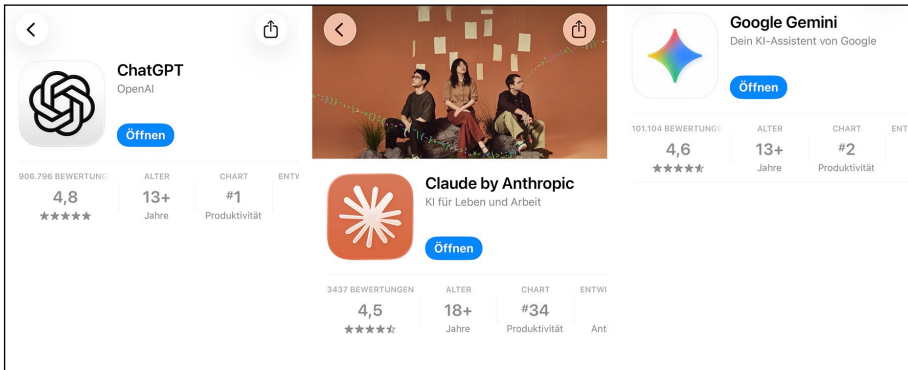 ChatGPT
OpenAI
Öffnen
906.796 BEWERTUNG
4,8
★★★★★
ALTER
13+
Jahre
CHART
#1
Produktivität
ENTW
Claude by Anthropic
KI für Leben und Arbeit
Öffnen
3437 BEWERTUNGEN
4,5
ALTER
18+
Jahre
CHART
#34
Produktivität
ENTWI
Ant
Google Gemini
Dein KI-Assistent von Google
Öffnen
101.104 BEWERTUNGE
4,6
ALTER
13+
Jahre
CHART
#2
Produktivität
ENT